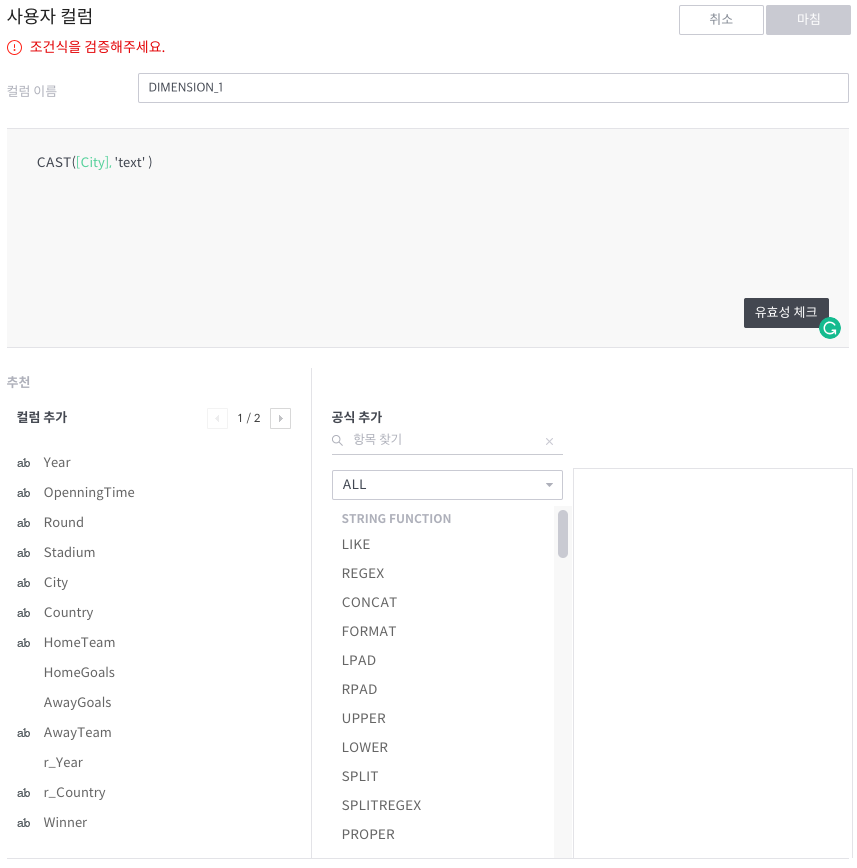 사용자 컬럼
취소
마침
조건식을 검증해주세요.
컬럼 이름
DIMENSION_1
CAST([City], 'text' )
유효성 체크
추천
컬럼 추가
1 / 2
ab Year
ab OpenningTime
ab Round
ab Stadium
ab City
ab Country
ab HomeTeam
HomeGoals
AwayGoals
ab AwayTeam
r_Year
ab r_Country
ab Winner
공식 추가
항목 찾기
ALL
STRING FUNCTION
LIKE
REGEX
CONCAT
FORMAT
LPAD
RPAD
UPPER
LOWER
SPLIT
SPLITREGEX
PROPER